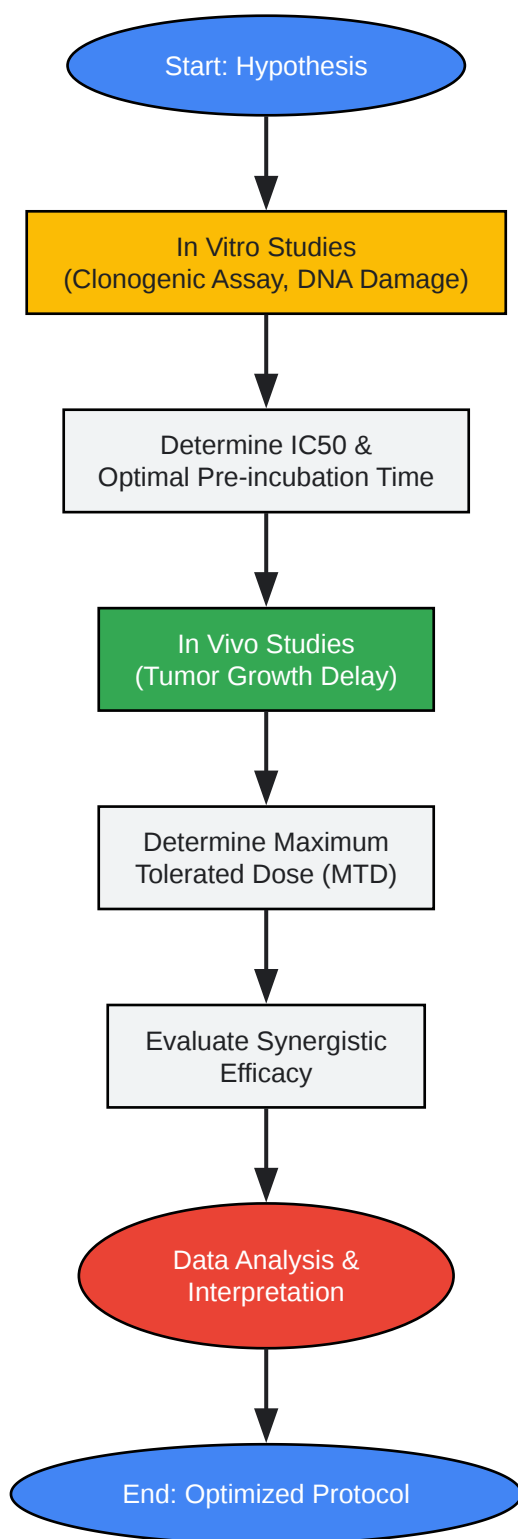 Start: Hypothesis
In Vitro Studies
(Clonogenic Assay, DNA Damage)
Determine IC50 &
Optimal Pre-incubation Time
In Vivo Studies
(Tumor Growth Delay)
Determine Maximum
Tolerated Dose (MTD)
Evaluate Synergistic
Efficacy
Data Analysis &
Interpretation
End: Optimized Protocol